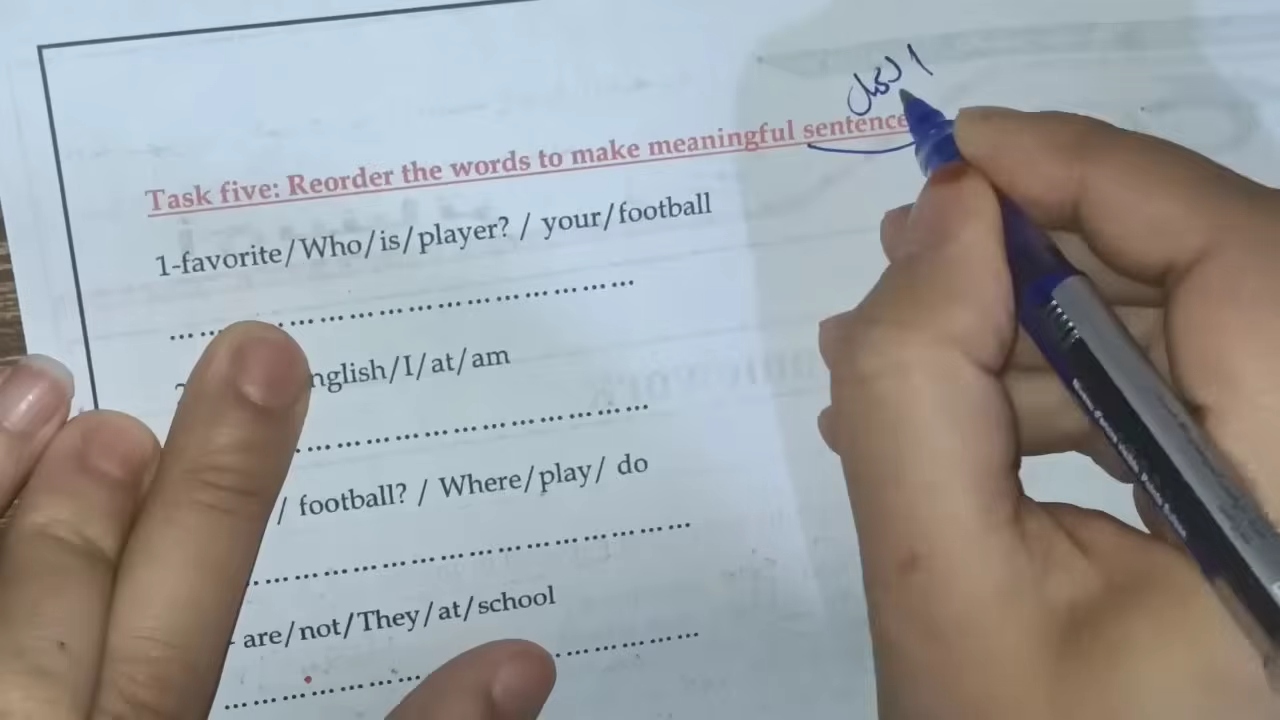 Task five: Reorder the words to make meaningful sentence
1-favorite/Who/is/player? / your/football
nglish/I/at/am
/ football? / Where/play/ do
are/not/They/at/school